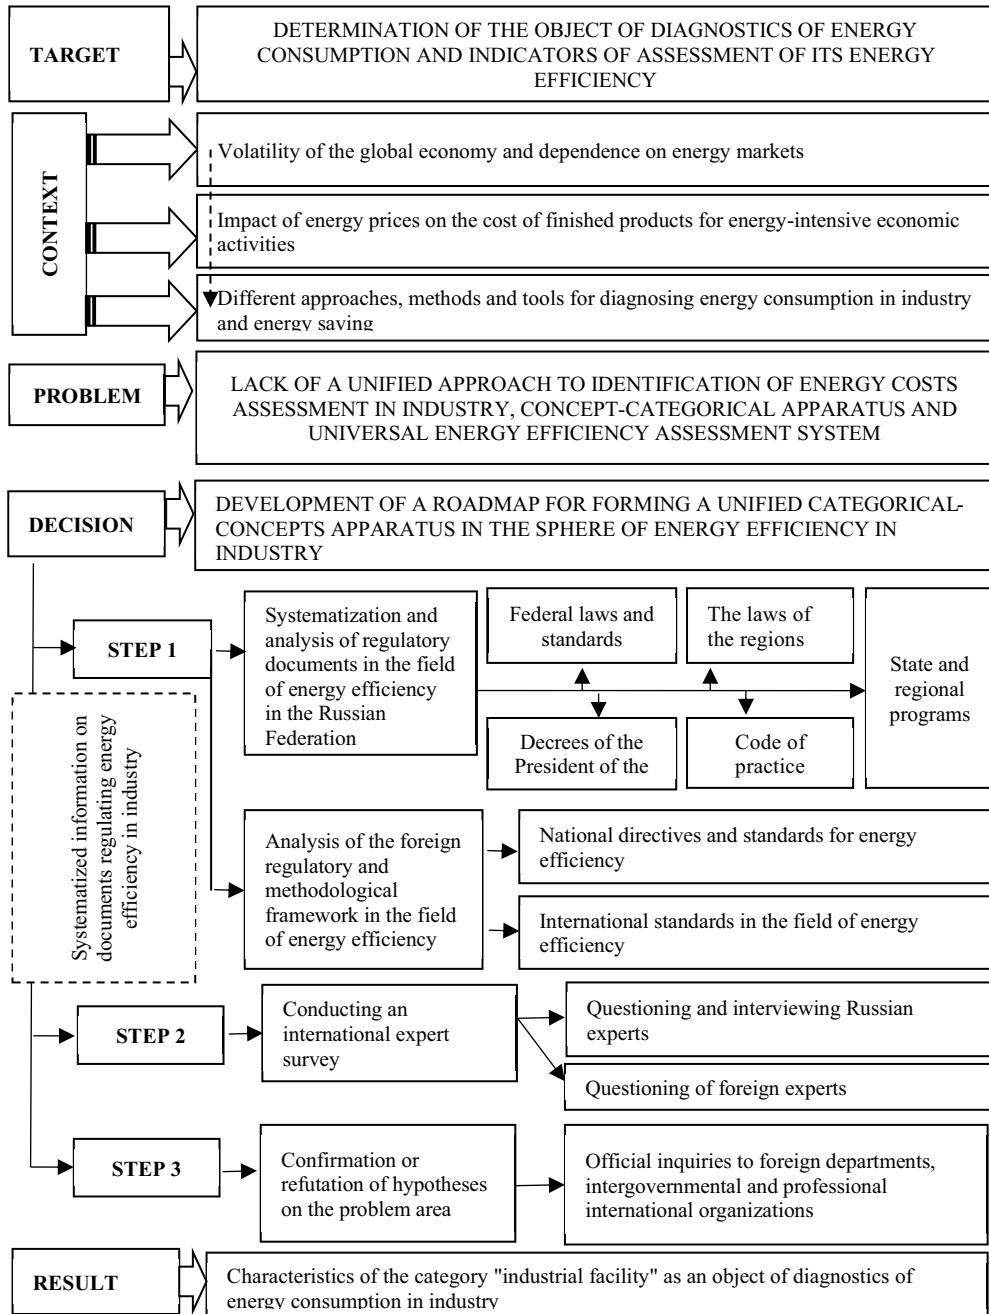 TARGET
DETERMINATION OF THE OBJECT OF DIAGNOSTICS OF ENERGY
CONSUMPTION AND INDICATORS OF ASSESSMENT OF ITS ENERGY
EFFICIENCY
CONTEXT
Volatility of the global economy and dependence on energy markets
Impact of energy prices on the cost of finished products for energy-intensive economic
activities
Different approaches, methods and tools for diagnosing energy consumption in industry
and energy saving
PROBLEM
LACK OF A UNIFIED APPROACH TO IDENTIFICATION OF ENERGY COSTS
ASSESSMENT IN INDUSTRY, CONCEPT-CATEGORICAL APPARATUS AND
UNIVERSAL ENERGY EFFICIENCY ASSESSMENT SYSTEM
DECISION
DEVELOPMENT OF A ROADMAP FOR FORMING A UNIFIED CATEGORICAL-
CONCEPTS APPARATUS IN THE SPHERE OF ENERGY EFFICIENCY IN
INDUSTRY
STEP 1
Systematization and
analysis of regulatory
documents in the field
of energy efficiency
in the Russian
Federation
Federal laws and
standards
The laws of
the regions
Decrees of the
President of the
Code of
practice
State and
regional
programs
Systematized information on
documents regulating energy
efficiency in industry
Analysis of the foreign
regulatory and
methodological
framework in the field
of energy efficiency
National directives and standards for energy
efficiency
International standards in the field of energy
efficiency
STEP 2
Conducting an
international expert
survey
Questioning and interviewing Russian
experts
Questioning of foreign experts
STEP 3
Confirmation or
refutation of hypotheses
on the problem area
Official inquiries to foreign departments,
intergovernmental and professional
international organizations
RESULT
Characteristics of the category "industrial facility" as an object of diagnostics of
energy consumption in industry